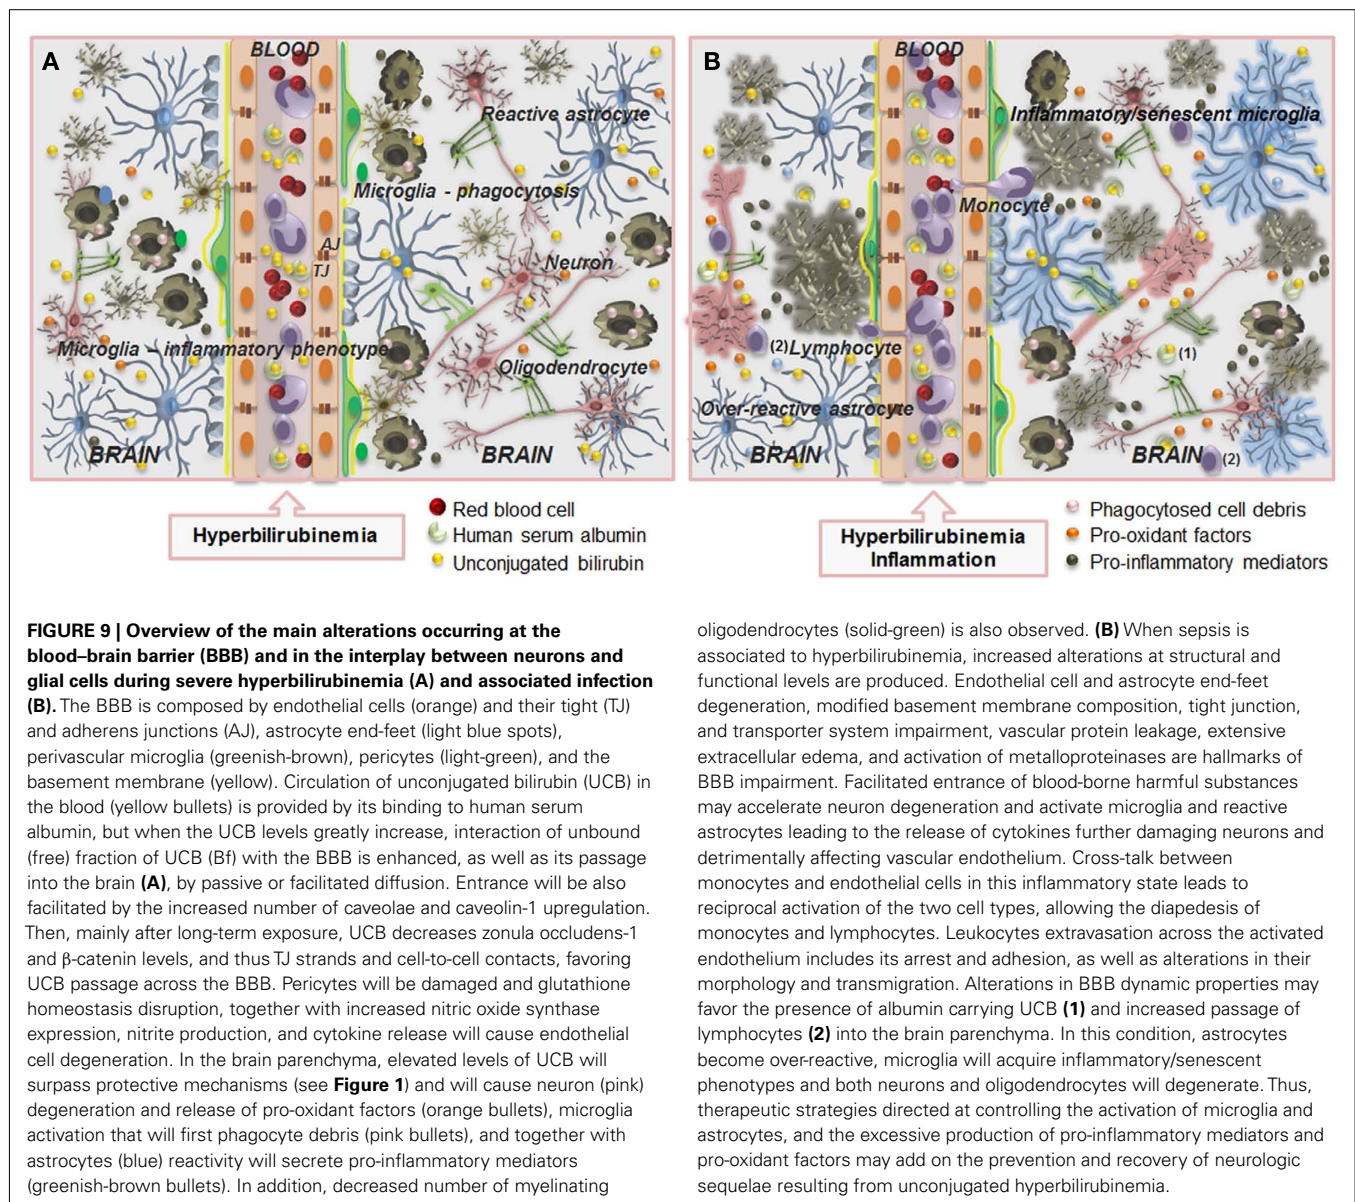 A
BLOOD
Reactive astrocyte
Microglia - phagocytosis
AJ
TJ
Neuron
Microglia – inflammatory phenotype
Oligodendrocyte
BRAIN
BRAIN
Hyperbilirubinemia
Red blood cell
Human serum albumin
Unconjugated bilirubin
B
BLOOD
Inflammatory/senescent microglia
Monocyte
(2) Lymphocyte
(1)
Over-reactive astrocyte
BRAIN
BRAIN
(2)
Hyperbilirubinemia
Inflammation
Phagocytosed cell debris
Pro-oxidant factors
Pro-inflammatory mediators
FIGURE 9 | Overview of the main alterations occurring at the
blood–brain barrier (BBB) and in the interplay between neurons and
glial cells during severe hyperbilirubinemia (A) and associated infection
(B). The BBB is composed by endothelial cells (orange) and their tight (TJ)
and adherens junctions (AJ), astrocyte end-feet (light blue spots),
perivascular microglia (greenish-brown), pericytes (light-green), and the
basement membrane (yellow). Circulation of unconjugated bilirubin (UCB) in
the blood (yellow bullets) is provided by its binding to human serum
albumin, but when the UCB levels greatly increase, interaction of unbound
(free) fraction of UCB (Bf) with the BBB is enhanced, as well as its passage
into the brain (A), by passive or facilitated diffusion. Entrance will be also
facilitated by the increased number of caveolae and caveolin-1 upregulation.
Then, mainly after long-term exposure, UCB decreases zonula occludens-1
and β-catenin levels, and thus TJ strands and cell-to-cell contacts, favoring
UCB passage across the BBB. Pericytes will be damaged and glutathione
homeostasis disruption, together with increased nitric oxide synthase
expression, nitrite production, and cytokine release will cause endothelial
cell degeneration. In the brain parenchyma, elevated levels of UCB will
surpass protective mechanisms (see Figure 1) and will cause neuron (pink)
degeneration and release of pro-oxidant factors (orange bullets), microglia
activation that will first phagocyte debris (pink bullets), and together with
astrocytes (blue) reactivity will secrete pro-inflammatory mediators
(greenish-brown bullets). In addition, decreased number of myelinating
oligodendrocytes (solid-green) is also observed. (B) When sepsis is
associated to hyperbilirubinemia, increased alterations at structural and
functional levels are produced. Endothelial cell and astrocyte end-feet
degeneration, modified basement membrane composition, tight junction,
and transporter system impairment, vascular protein leakage, extensive
extracellular edema, and activation of metalloproteinases are hallmarks of
BBB impairment. Facilitated entrance of blood-borne harmful substances
may accelerate neuron degeneration and activate microglia and reactive
astrocytes leading to the release of cytokines further damaging neurons and
detrimentally affecting vascular endothelium. Cross-talk between
monocytes and endothelial cells in this inflammatory state leads to
reciprocal activation of the two cell types, allowing the diapedesis of
monocytes and lymphocytes. Leukocytes extravasation across the activated
endothelium includes its arrest and adhesion, as well as alterations in their
morphology and transmigration. Alterations in BBB dynamic properties may
favor the presence of albumin carrying UCB (1) and increased passage of
lymphocytes (2) into the brain parenchyma. In this condition, astrocytes
become over-reactive, microglia will acquire inflammatory/senescent
phenotypes and both neurons and oligodendrocytes will degenerate. Thus,
therapeutic strategies directed at controlling the activation of microglia and
astrocytes, and the excessive production of pro-inflammatory mediators and
pro-oxidant factors may add on the prevention and recovery of neurologic
sequelae resulting from unconjugated hyperbilirubinemia.